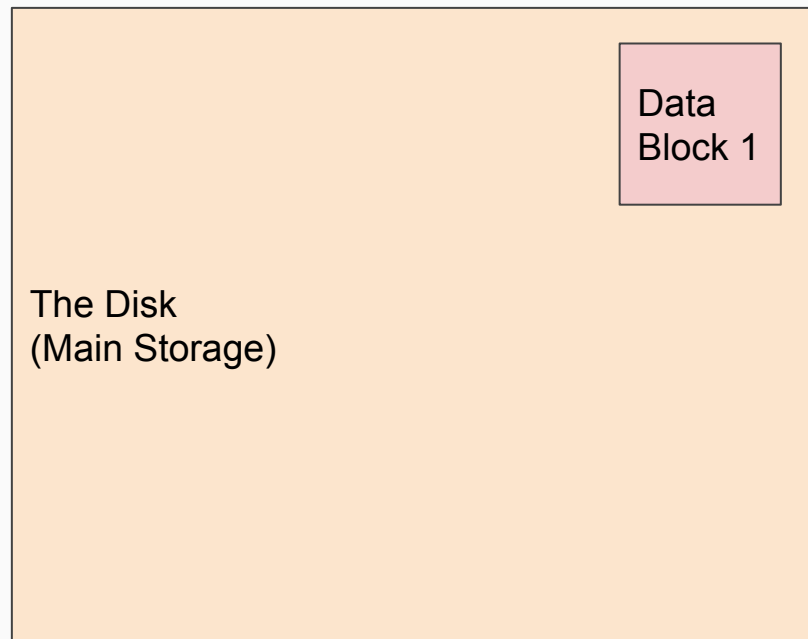 Data
Block 1
The Disk
(Main Storage)